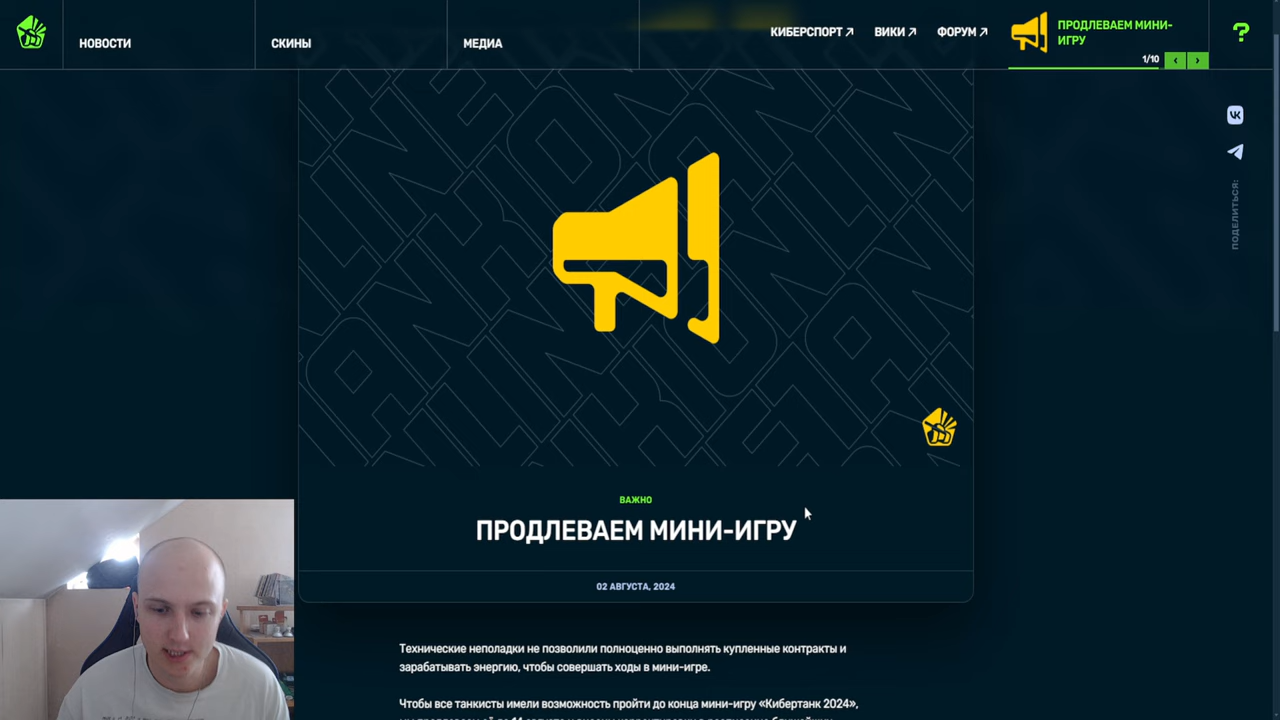 НОВОСТИ
СКИНЫ
МЕДИА
КИБЕРСПОРТ
ВИКИ
ФОРУМ
ПРОДЛЕВАЕМ МИНИ-
ИГРУ
1/10
?
ПОДЕЛИТЬСЯ:
ВАЖНО
ПРОДЛЕВАЕМ МИНИ-ИГРУ
02 АВГУСТА, 2024
Технические неполадки не позволили полноценно выполнять купленные контракты и
зарабатывать энергию, чтобы совершать ходы в мини-игре.
Чтобы все танкисты имели возможность пройти до конца мини-игру «Кибертанк 2024»,